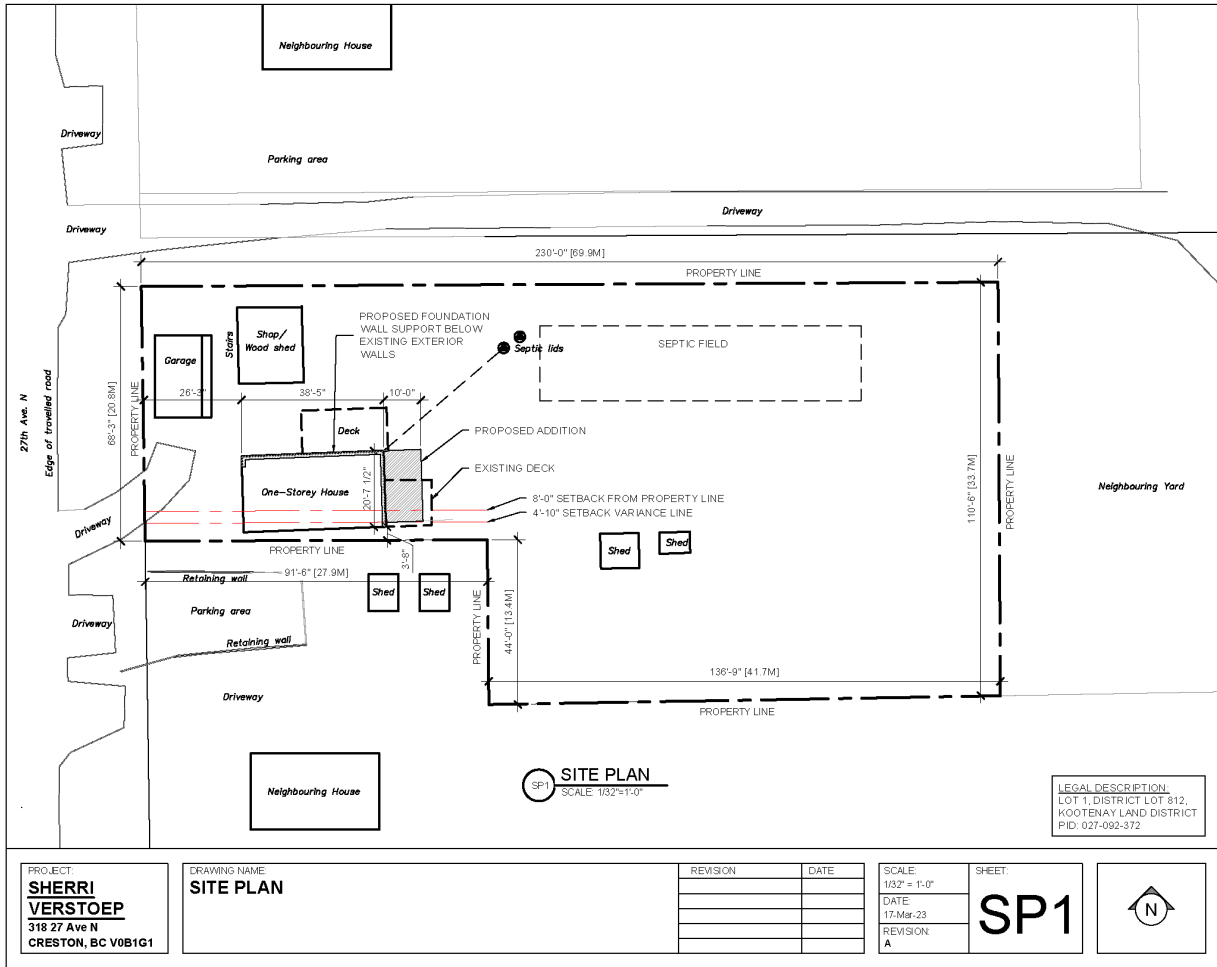 Neighbouring House
Driveway
Parking area
Driveway
Driveway
230'-0" [69.9M]
PROPERTY LINE
PROPOSED FOUNDATION
WALL SUPPORT BELOW
EXISTING EXTERIOR
WALLS
Stairs
Shop/
Wood shed
Garage
Septic lids
SEPTIC FIELD
26'-3"
38'-5"
10'-0"
27th Ave. N
Edge of travelled road
68'-3" [20.8M]
PROPERTY LINE
Deck
PROPOSED ADDITION
EXISTING DECK
One-Storey House
20'-7 1/2"
8'-0" SETBACK FROM PROPERTY LINE
4'-10" SETBACK VARIANCE LINE
110'-6" [33.7M]
PROPERTY LINE
Neighbouring Yard
Driveway
PROPERTY LINE
3'-8"
Shed
Shed
91'-6" [27.9M]
Retaining wall
Shed
Shed
Parking area
Driveway
Retaining wall
PROPERTY LINE
44'-0" [13.4M]
136'-9" [41.7M]
Driveway
PROPERTY LINE
Neighbouring House
SP1
SITE PLAN
SCALE: 1/32"=1'-0"
LEGAL DESCRIPTION:
LOT 1, DISTRICT LOT 812,
KOOTENAY LAND DISTRICT
PID: 027-092-372
PROJECT:
SHERRI
VERSTOEP
318 27 Ave N
CRESTON, BC V0B1G1
DRAWING NAME:
SITE PLAN
REVISION
DATE
SCALE:
1/32" = 1'-0"
DATE:
17-Mar-23
REVISION:
A
SHEET:
SP1
N